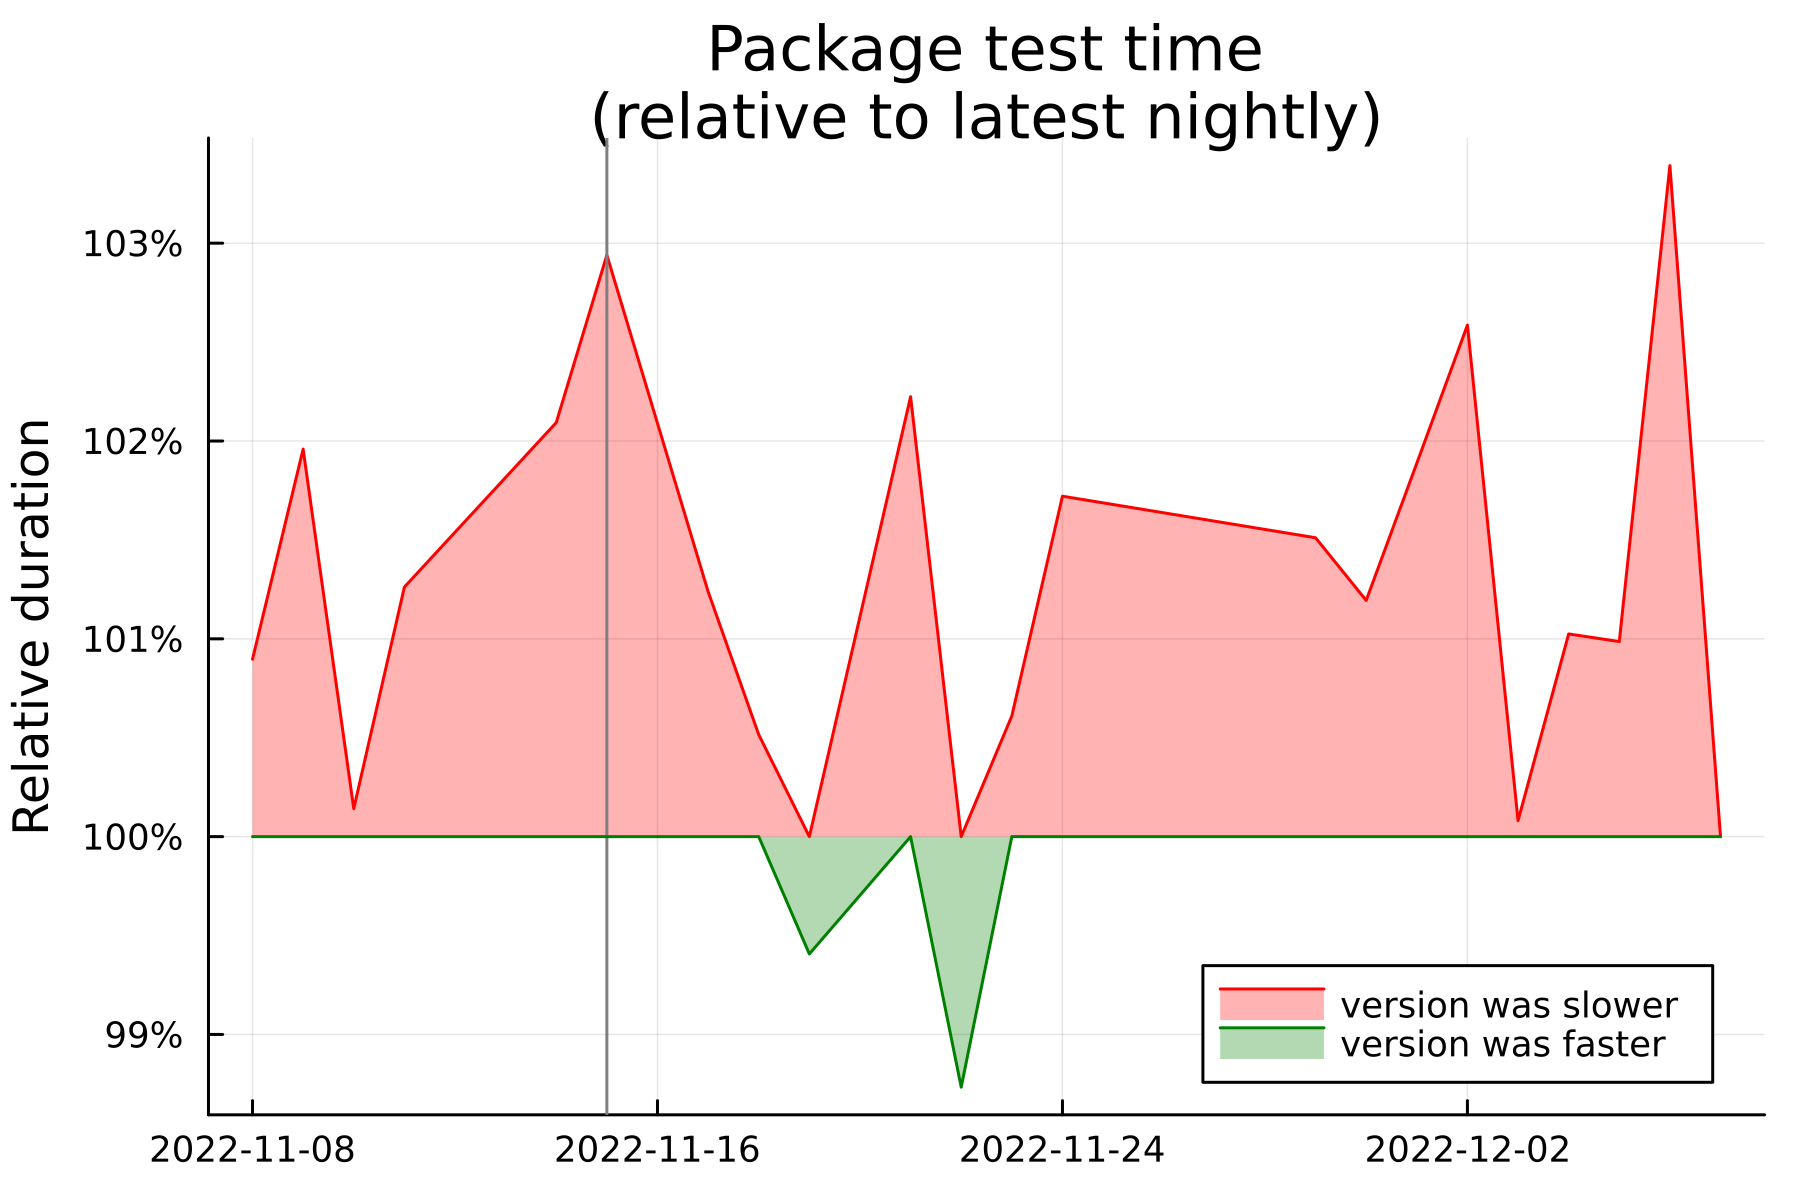 Package test time
(relative to latest nightly)
Relative duration
103%
102%
101%
100%
99%
version was slower
version was faster
2022-11-08 2022-11-16 2022-11-24 2022-12-02